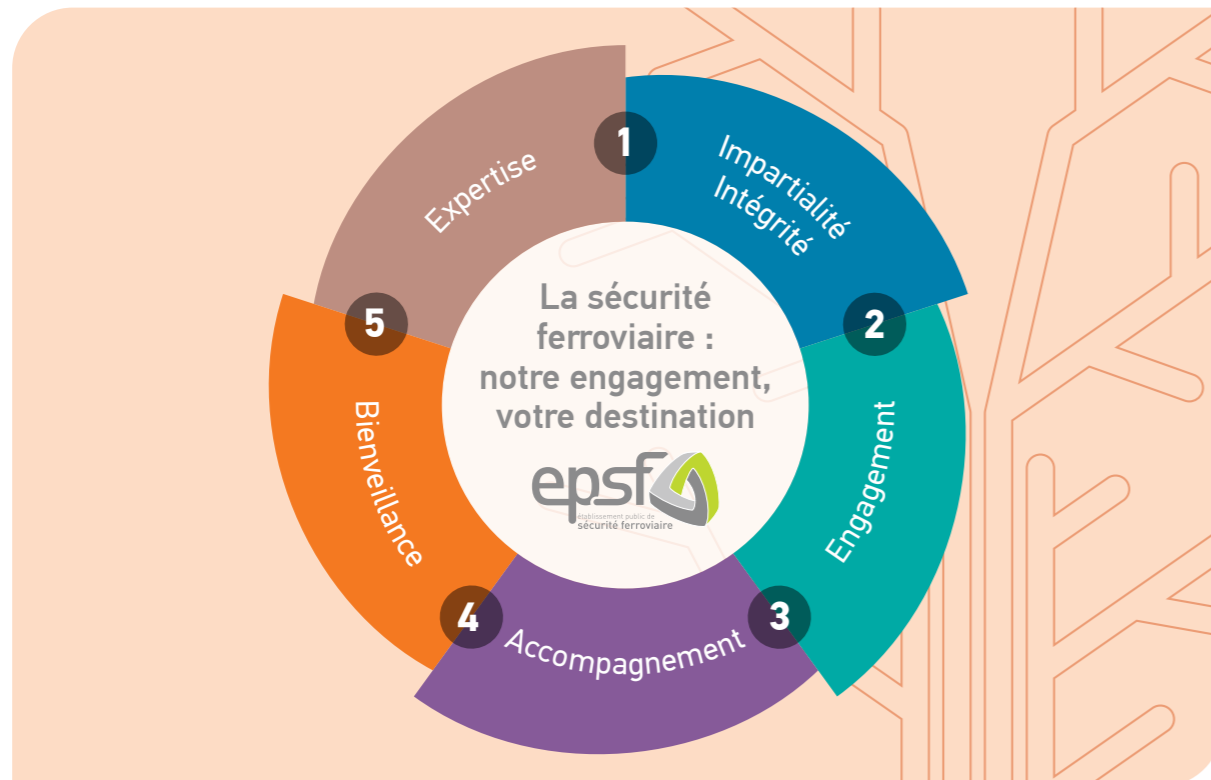 1
Impartialité
Intégrité
2
Engagement
3
Accompagnement
4
Bienveillance
5
Expertise
La sécurité
ferroviaire :
notre engagement,
votre destination
epsf
établissement public de
sécurité ferroviaire